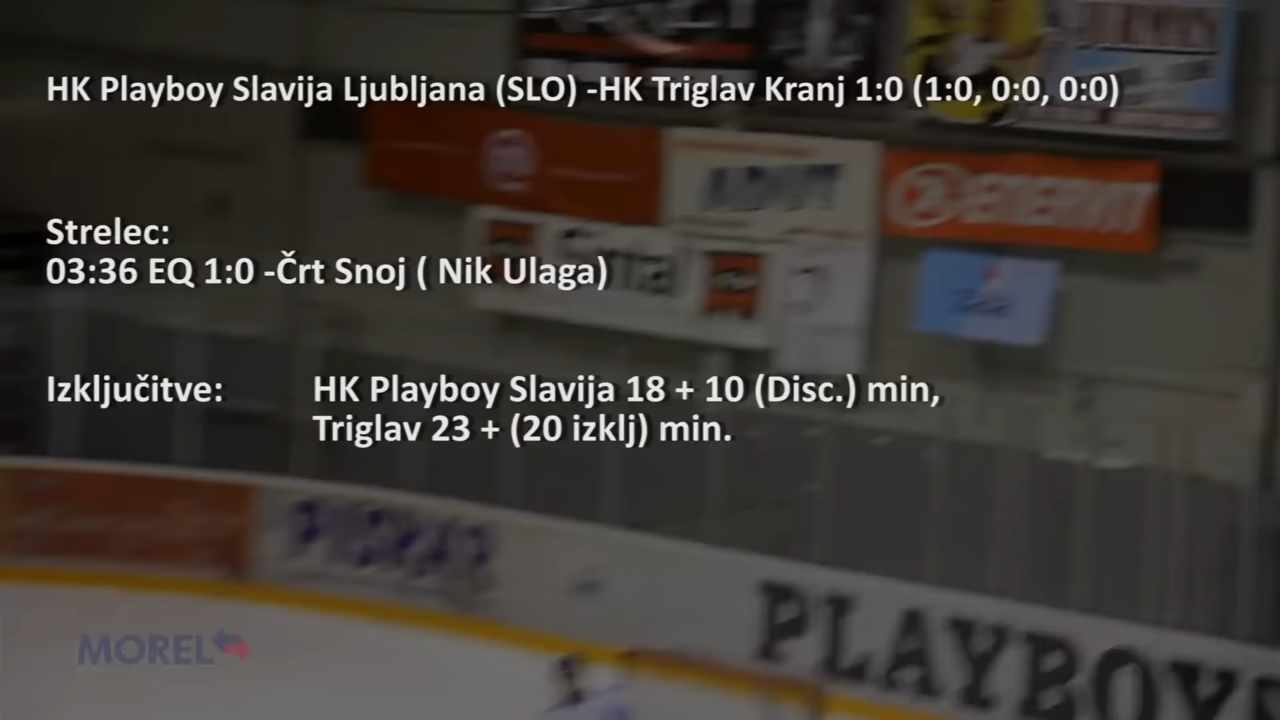 HK Playboy Slavija Ljubljana (SLO) -HK Triglav Kranj 1:0 (1:0, 0:0, 0:0)
Strelec:
03:36 EQ 1:0 -Črt Snoj ( Nik Ulaga)
Izključitve: HK Playboy Slavija 18 + 10 (Disc.) min,
Triglav 23 + (20 izklj) min.
ADUT
ENERVIT
MOREL
PLAYBOY